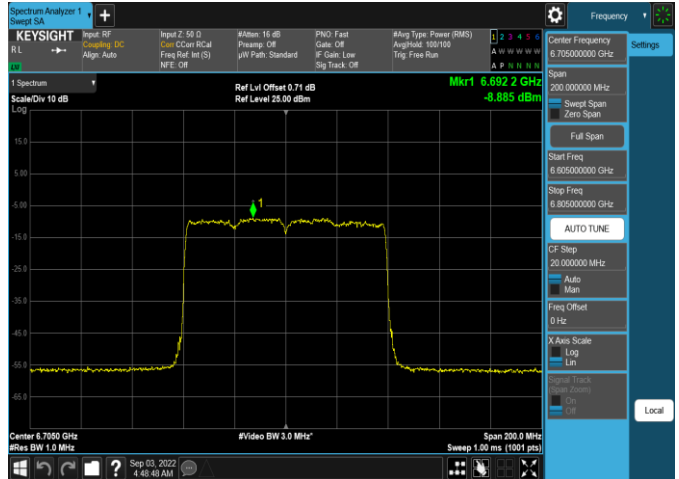 Spectrum Analyzer 1
Swept SA
+
Frequency
KEYSIGHT
RL
AM
Input: RF
Coupling: DC
Align: Auto
Input Z: 50 Ω
Corr CCorr RCal
Freq Ref: Int (S)
NFE: Off
#Atten: 16 dB
Preamp: Off
µW Path: Standard
PNO: Fast
Gate: Off
IF Gain: Low
Sig Track: Off
#Avg Type: Power (RMS)
Avg|Hold: 100/100
Trig: Free Run
1 2 3 4 5 6
A W W W W W
A P N N N N
1 Spectrum
Scale/Div 10 dB
Log
Ref Lvl Offset 0.71 dB
Ref Level 25.00 dBm
Mkr1 6.692 2 GHz
-8.885 dBm
15.0
5.00
-5.00
-15.0
-25.0
-35.0
-45.0
-55.0
-65.0
1
Center 6.7050 GHz
#Res BW 1.0 MHz
#Video BW 3.0 MHz*
Span 200.0 MHz
Sweep 1.00 ms (1001 pts)
Center Frequency
6.705000000 GHz
Span
200.000000 MHz
Swept Span
Zero Span
Full Span
Start Freq
6.605000000 GHz
Stop Freq
6.805000000 GHz
AUTO TUNE
CF Step
20.000000 MHz
Auto
Man
Freq Offset
0 Hz
X Axis Scale
Log
Lin
Signal Track
(Span Zoom)
On
Off
Settings
Local
?
Sep 03, 2022
4:48:48 AM